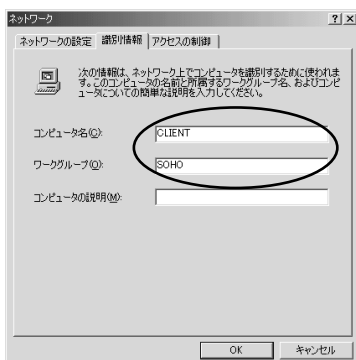 ネットワーク
ネットワークの設定 識別情報 アクセスの制御
次の情報は、ネットワーク上でコンピュータを識別するために使われま
す。このコンピュータの名前と所属するワークグループ名、およびコンピ
ュータについての簡単な説明を入力してください。
コンピュータ名(C): CLIENT
ワークグループ(O): SOHO
コンピュータの説明(M):
OK キャンセル